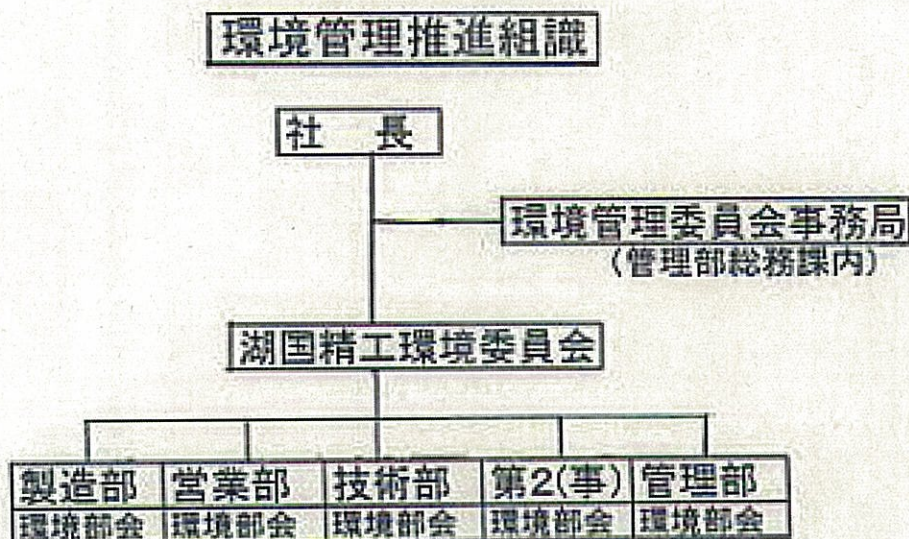 環境管理推進組識
社　長
環境管理委員会事務局
（管理部総務課内）
湖国精工環境委員会
製造部 営業部 技術部 第2(事) 管理部
環境部会 環境部会 環境部会 環境部会 環境部会